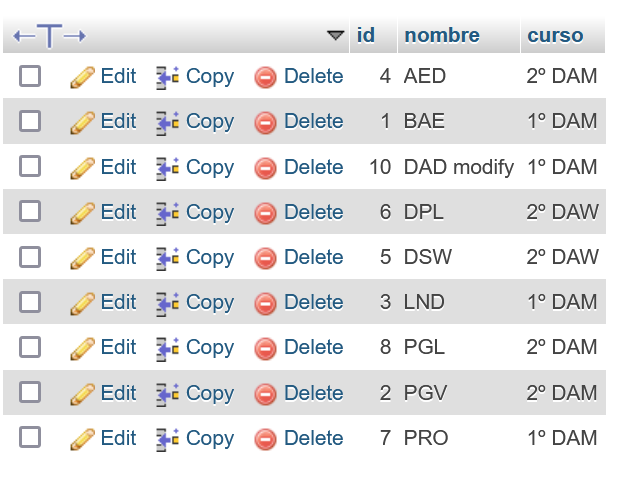 id nombre curso
Edit Copy Delete 4 AED 2º DAM
Edit Copy Delete 1 BAE 1º DAM
Edit Copy Delete 10 DAD modify 1º DAM
Edit Copy Delete 6 DPL 2º DAW
Edit Copy Delete 5 DSW 2º DAW
Edit Copy Delete 3 LND 1º DAM
Edit Copy Delete 8 PGL 2º DAM
Edit Copy Delete 2 PGV 2º DAM
Edit Copy Delete 7 PRO 1º DAM